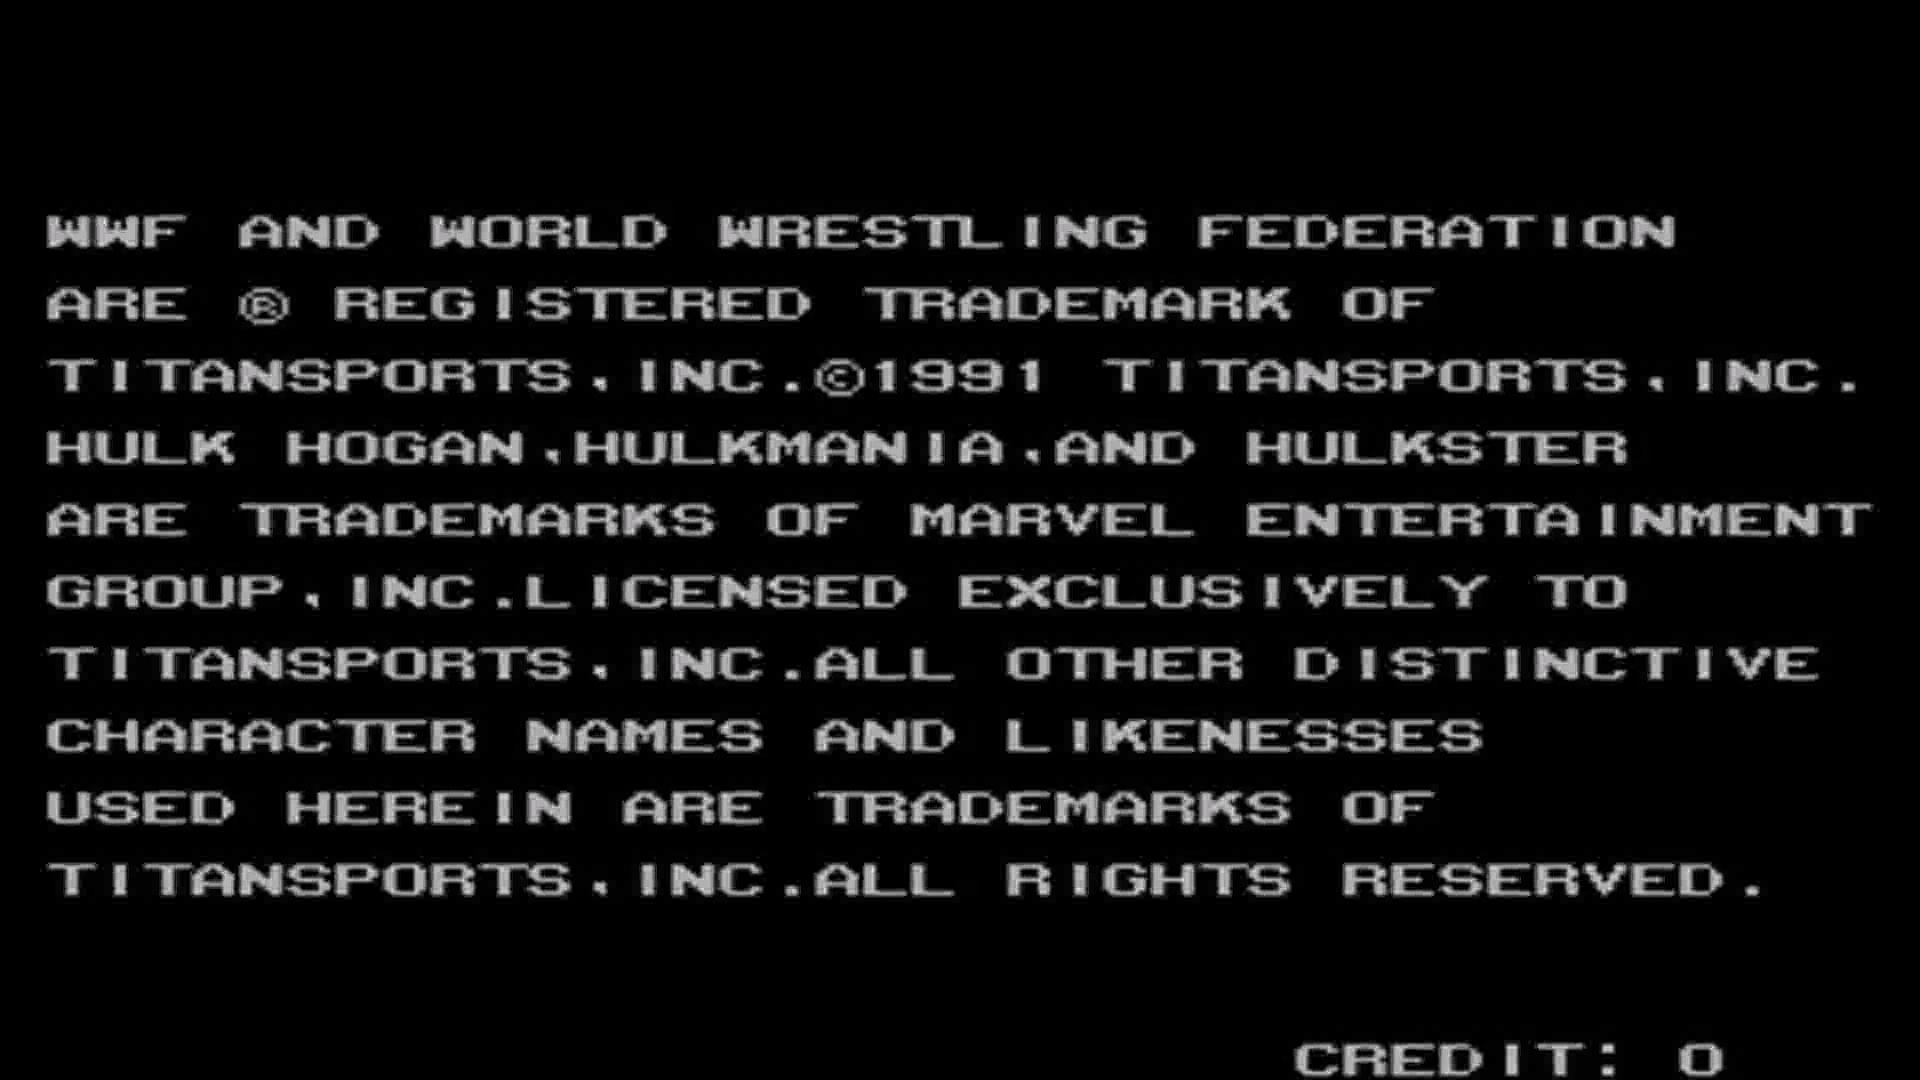 WWF AND WORLD WRESTLING FEDERATION
ARE ® REGISTERED TRADEMARK OF
TITANSPORTS,INC.©1991 TITANSPORTS,INC.
HULK HOGAN,HULKMANIA,AND HULKSTER
ARE TRADEMARKS OF MARVEL ENTERTAINMENT
GROUP,INC.LICENSED EXCLUSIVELY TO
TITANSPORTS,INC.ALL OTHER DISTINCTIVE
CHARACTER NAMES AND LIKENESSES
USED HEREIN ARE TRADEMARKS OF
TITANSPORTS,INC.ALL RIGHTS RESERVED.
CREDIT: 0